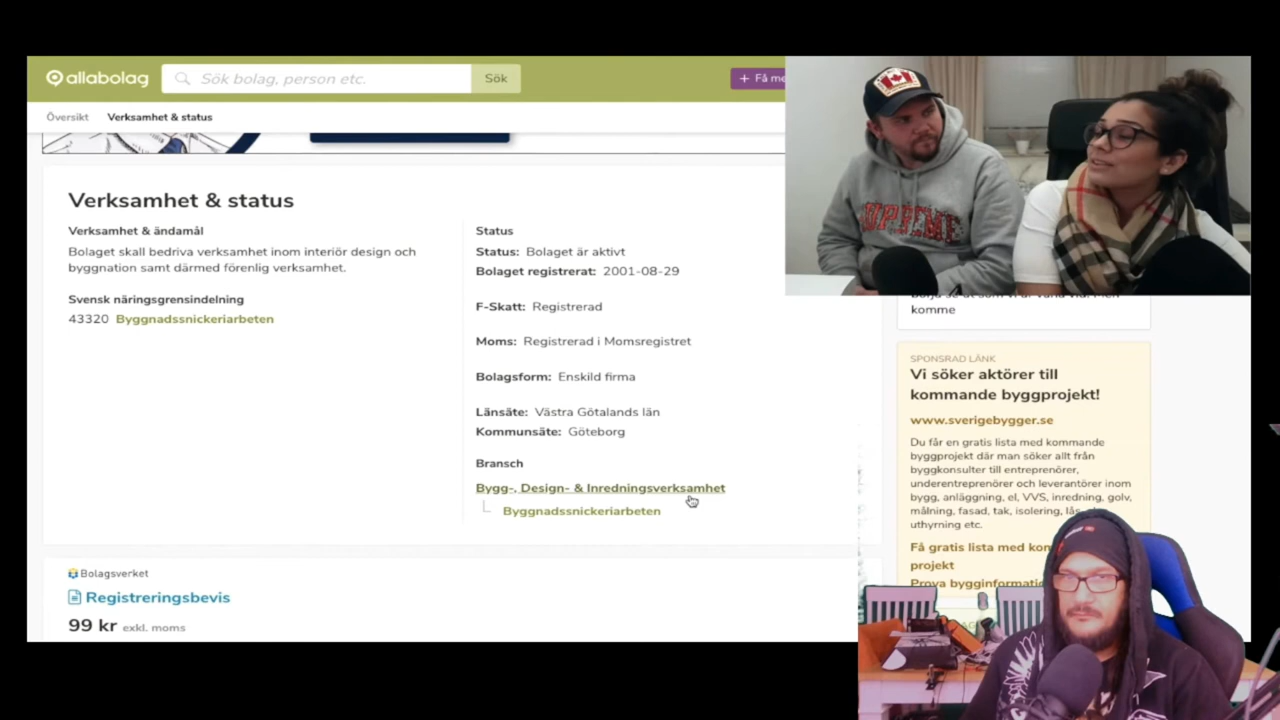 allabolag
Sök bolag, person etc.
Sök
+ Få me
Översikt
Verksamhet & status
Verksamhet & status
Verksamhet & ändamål
Bolaget skall bedriva verksamhet inom interiör design och
byggnation samt därmed förenlig verksamhet.
Svensk näringsgrensindelning
43320 Byggnadssnickeriarbeten
Status
Status: Bolaget är aktivt
Bolaget registrerat: 2001-08-29
F-Skatt: Registrerad
Moms: Registrerad i Momsregistret
Bolagsform: Enskild firma
Länsäte: Västra Götalands län
Kommunsäte: Göteborg
Bransch
Bygg-, Design- & Inredningsverksamhet
Byggnadssnickeriarbeten
Bolagsverket
Registreringsbevis
99 kr exkl. moms
SUPREME
komme
SPONSRAD LÄNK
Vi söker aktörer till
kommande byggprojekt!
www.sverigebygger.se
Du får en gratis lista med kommande
byggprojekt där man söker allt från
byggkonsulter till entreprenörer,
underentreprenörer och leverantörer inom
bygg, anläggning, el, VVS, inredning, golv,
målning, fasad, tak, isolering,
uthyrning etc.
Få gratis lista med kom
projekt
Prova bygginformatio